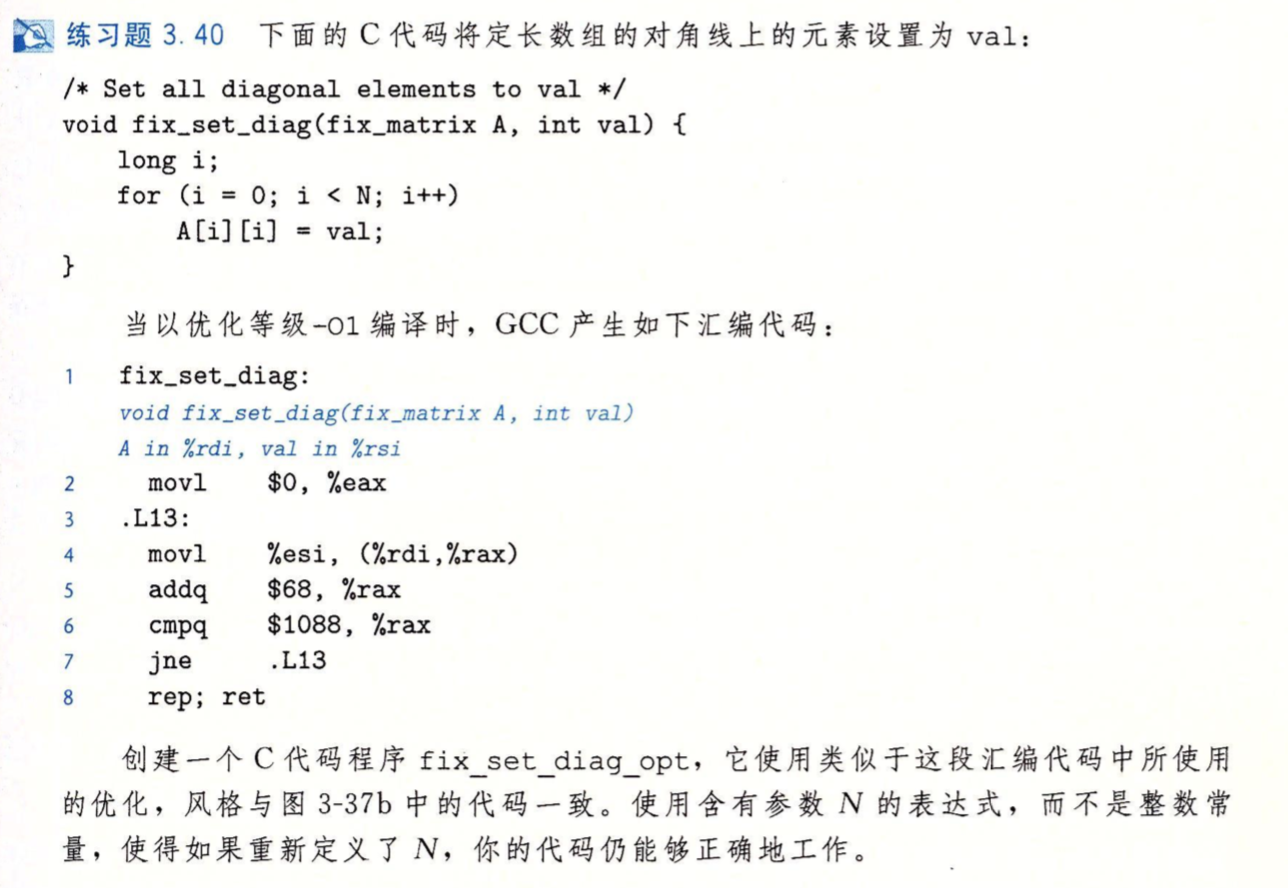 练习题 3.40 下面的 C 代码将定长数组的对角线上的元素设置为 val：
/* Set all diagonal elements to val */
void fix_set_diag(fix_matrix A, int val) {
    long i;
    for (i = 0; i < N; i++)
        A[i][i] = val;
}
当以优化等级-O1 编译时，GCC 产生如下汇编代码：
1 fix_set_diag:
void fix_set_diag(fix_matrix A, int val)
A in %rdi, val in %rsi
2 movl $0, %eax
3 .L13:
4 movl %esi, (%rdi,%rax)
5 addq $68, %rax
6 cmpq $1088, %rax
7 jne .L13
8 rep; ret
创建一个 C 代码程序 fix_set_diag_opt，它使用类似于这段汇编代码中所使用
的优化，风格与图 3-37b 中的代码一致。使用含有参数 N 的表达式，而不是整数常
量，使得如果重新定义了 N，你的代码仍能够正确地工作。